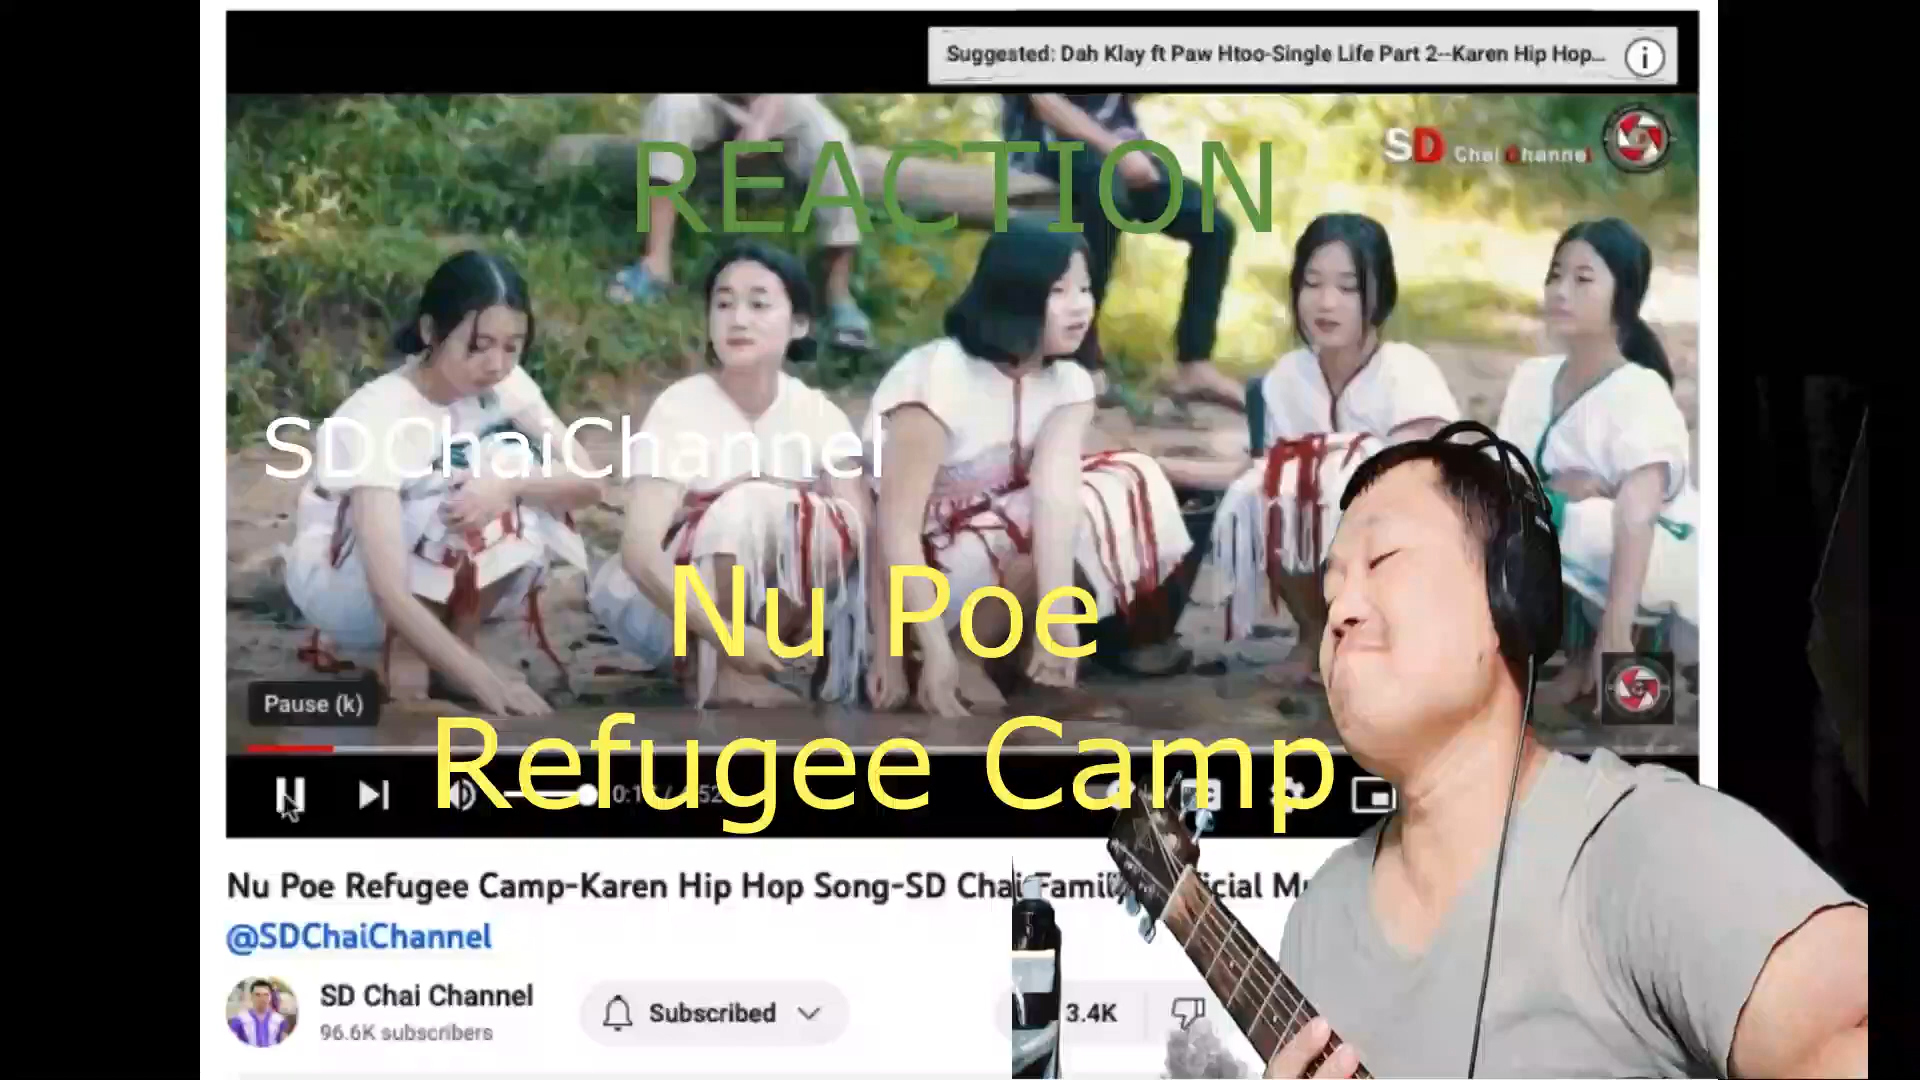 Suggested: Dah Klay ft Paw Htoo-Single Life Part 2--Karen Hip Hop...
SD Chai Channel
REACTION
SDChaiChannel
Nu Poe
Pause (k)
Refugee Camp
Nu Poe Refugee Camp-Karen Hip Hop Song-SD Chai
@SDChaiChannel
SD Chai Channel
96.6K subscribers
Subscribed
3.4K